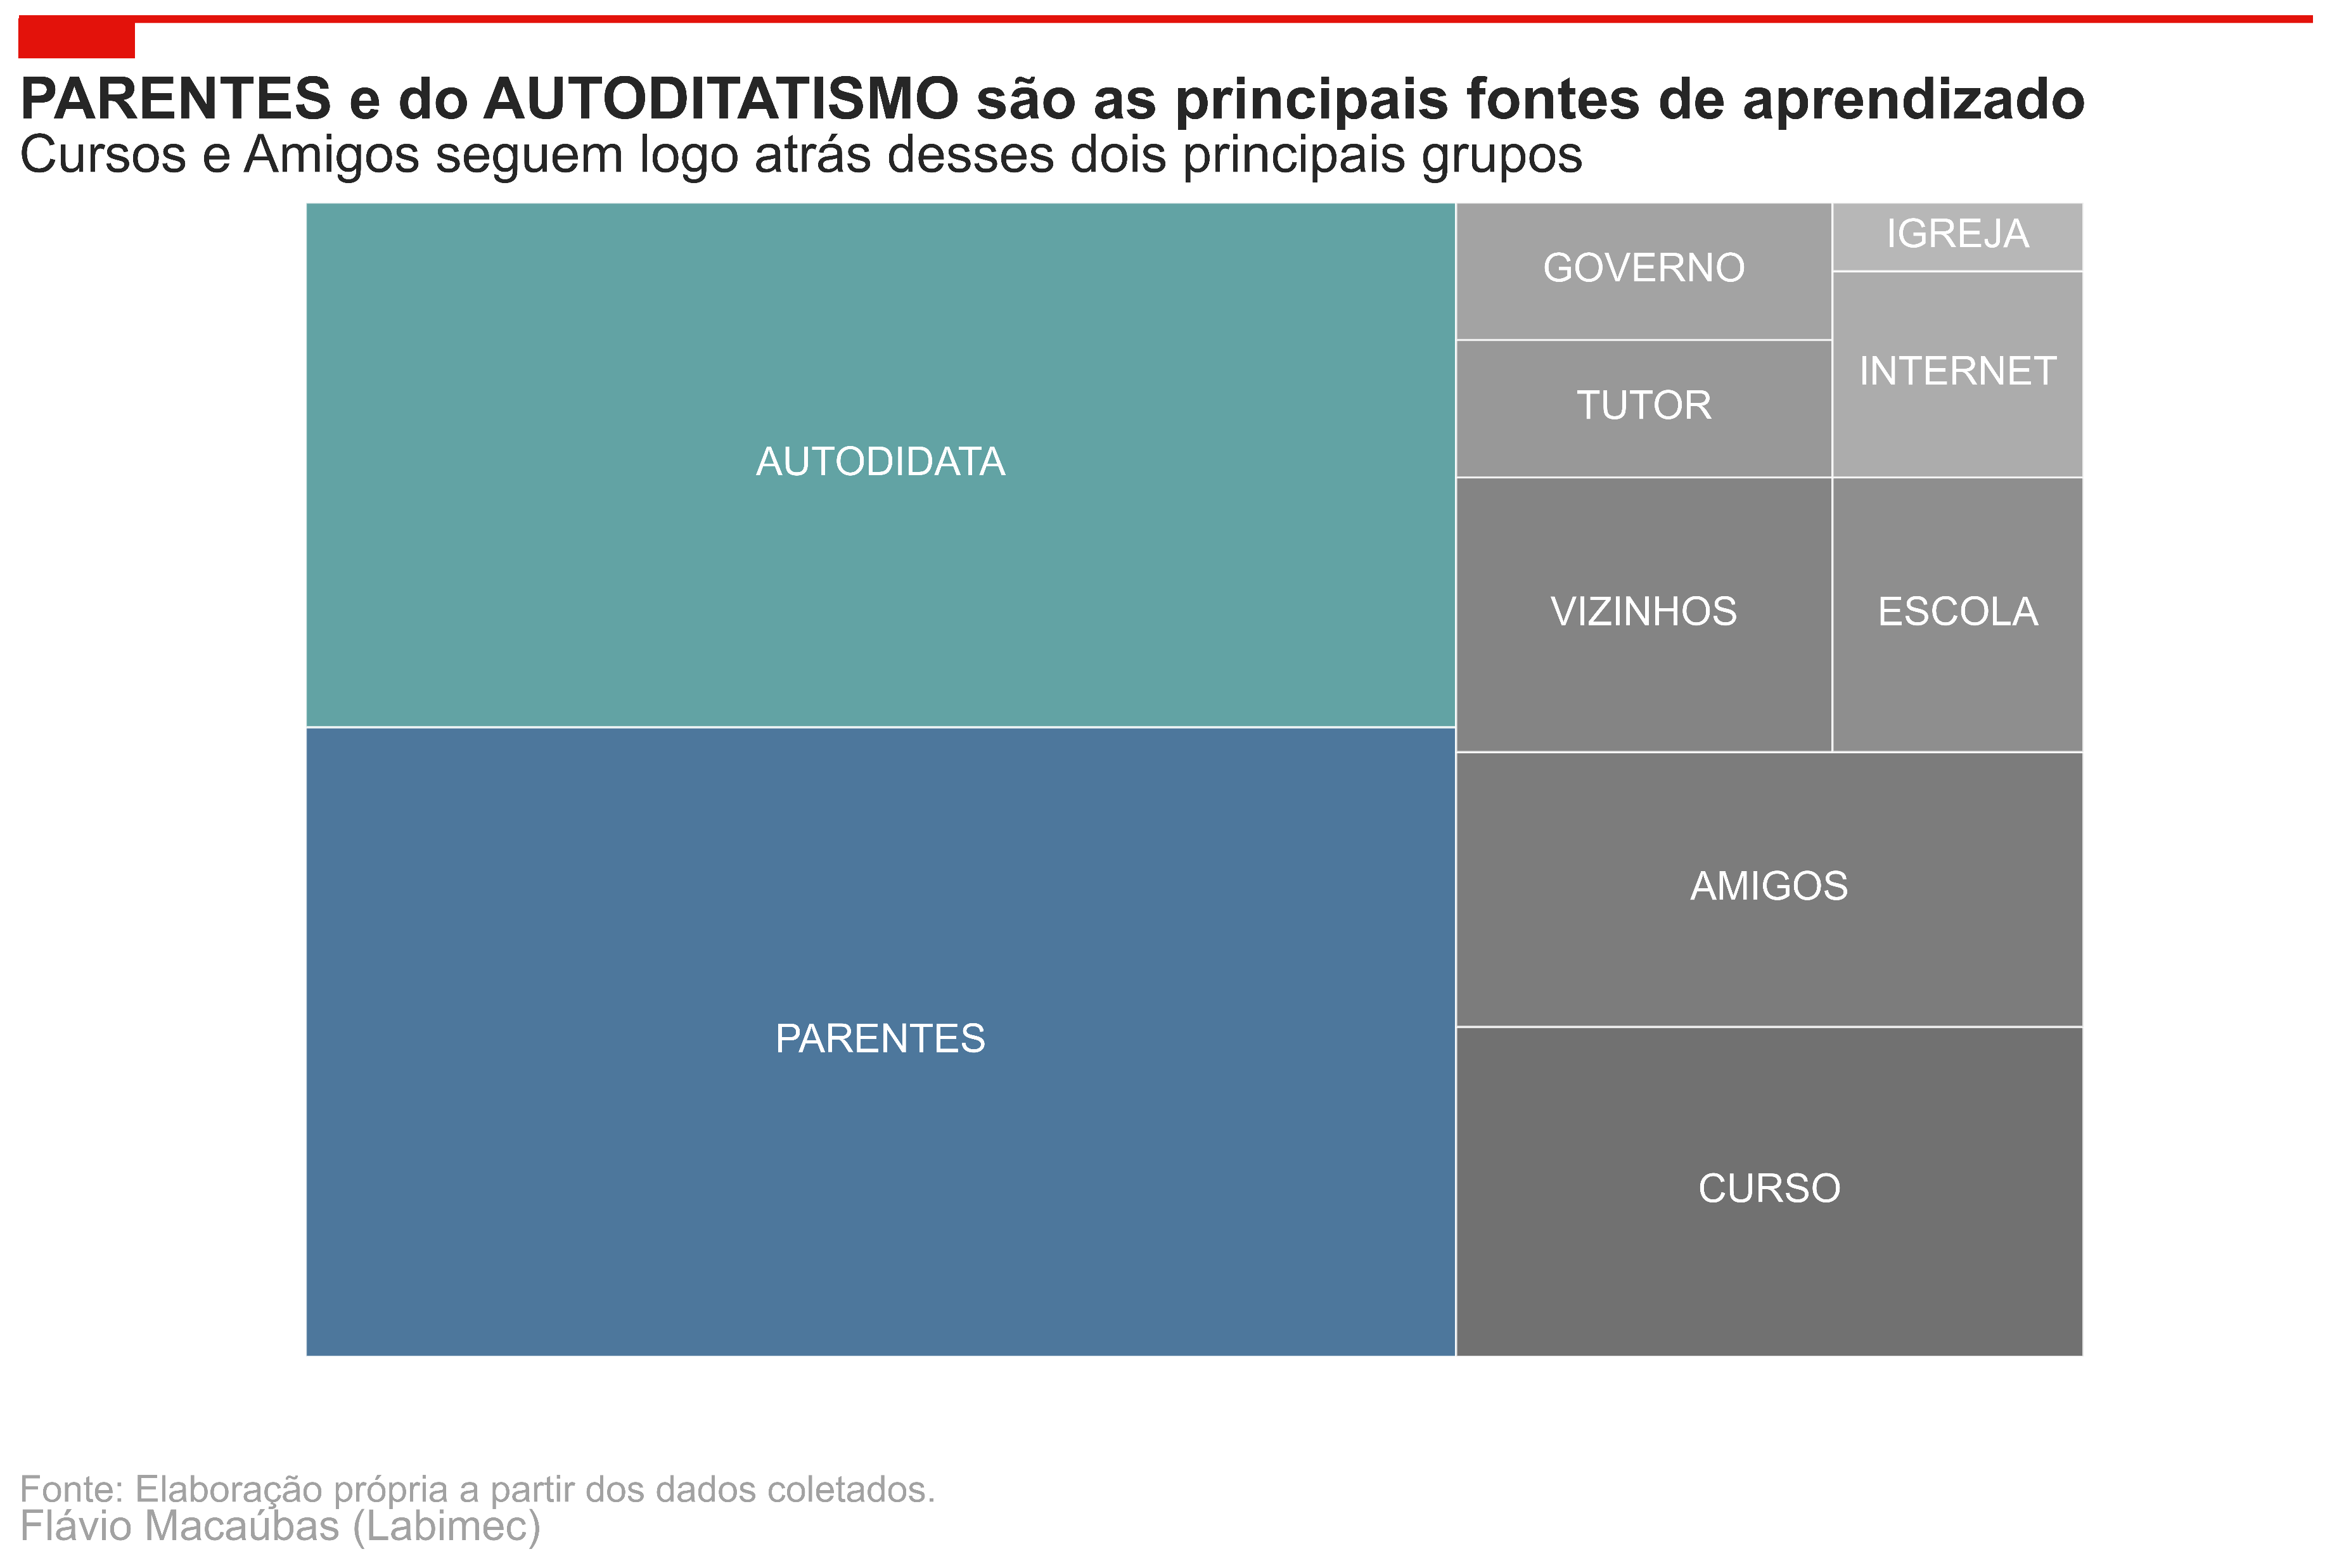 PARENTES e do AUTODITATISMO são as principais fontes de aprendizado
Cursos e Amigos seguem logo atrás desses dois principais grupos
AUTODIDATA
PARENTES
GOVERNO
IGREJA
TUTOR
INTERNET
VIZINHOS
ESCOLA
AMIGOS
CURSO
Fonte: Elaboração própria a partir dos dados coletados.
Flávio Macaúbas (Labimec)